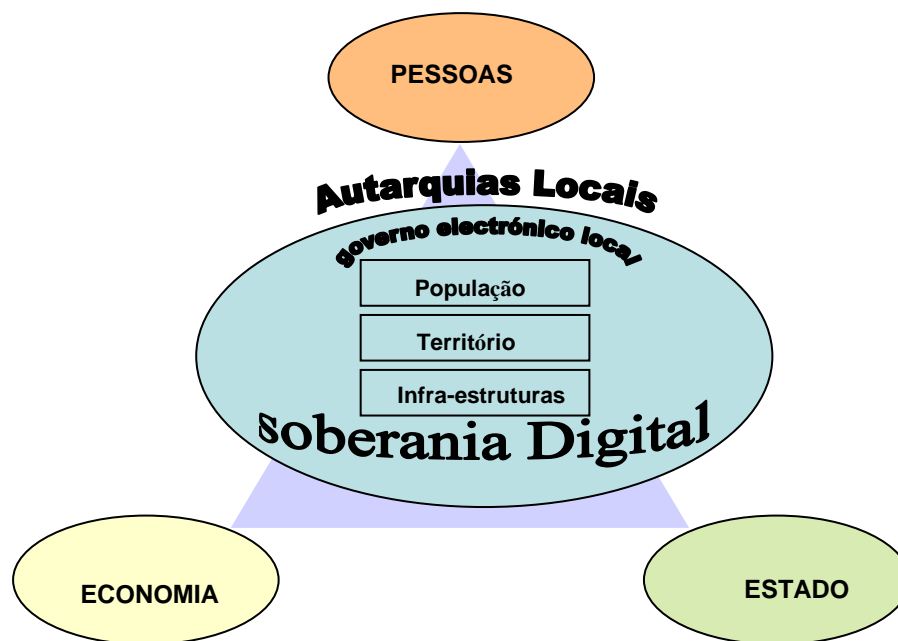 PESSOAS
Autarquias Locais
governo electrónico local
População
Território
Infra-estruturas
soberania Digital
ECONOMIA
ESTADO